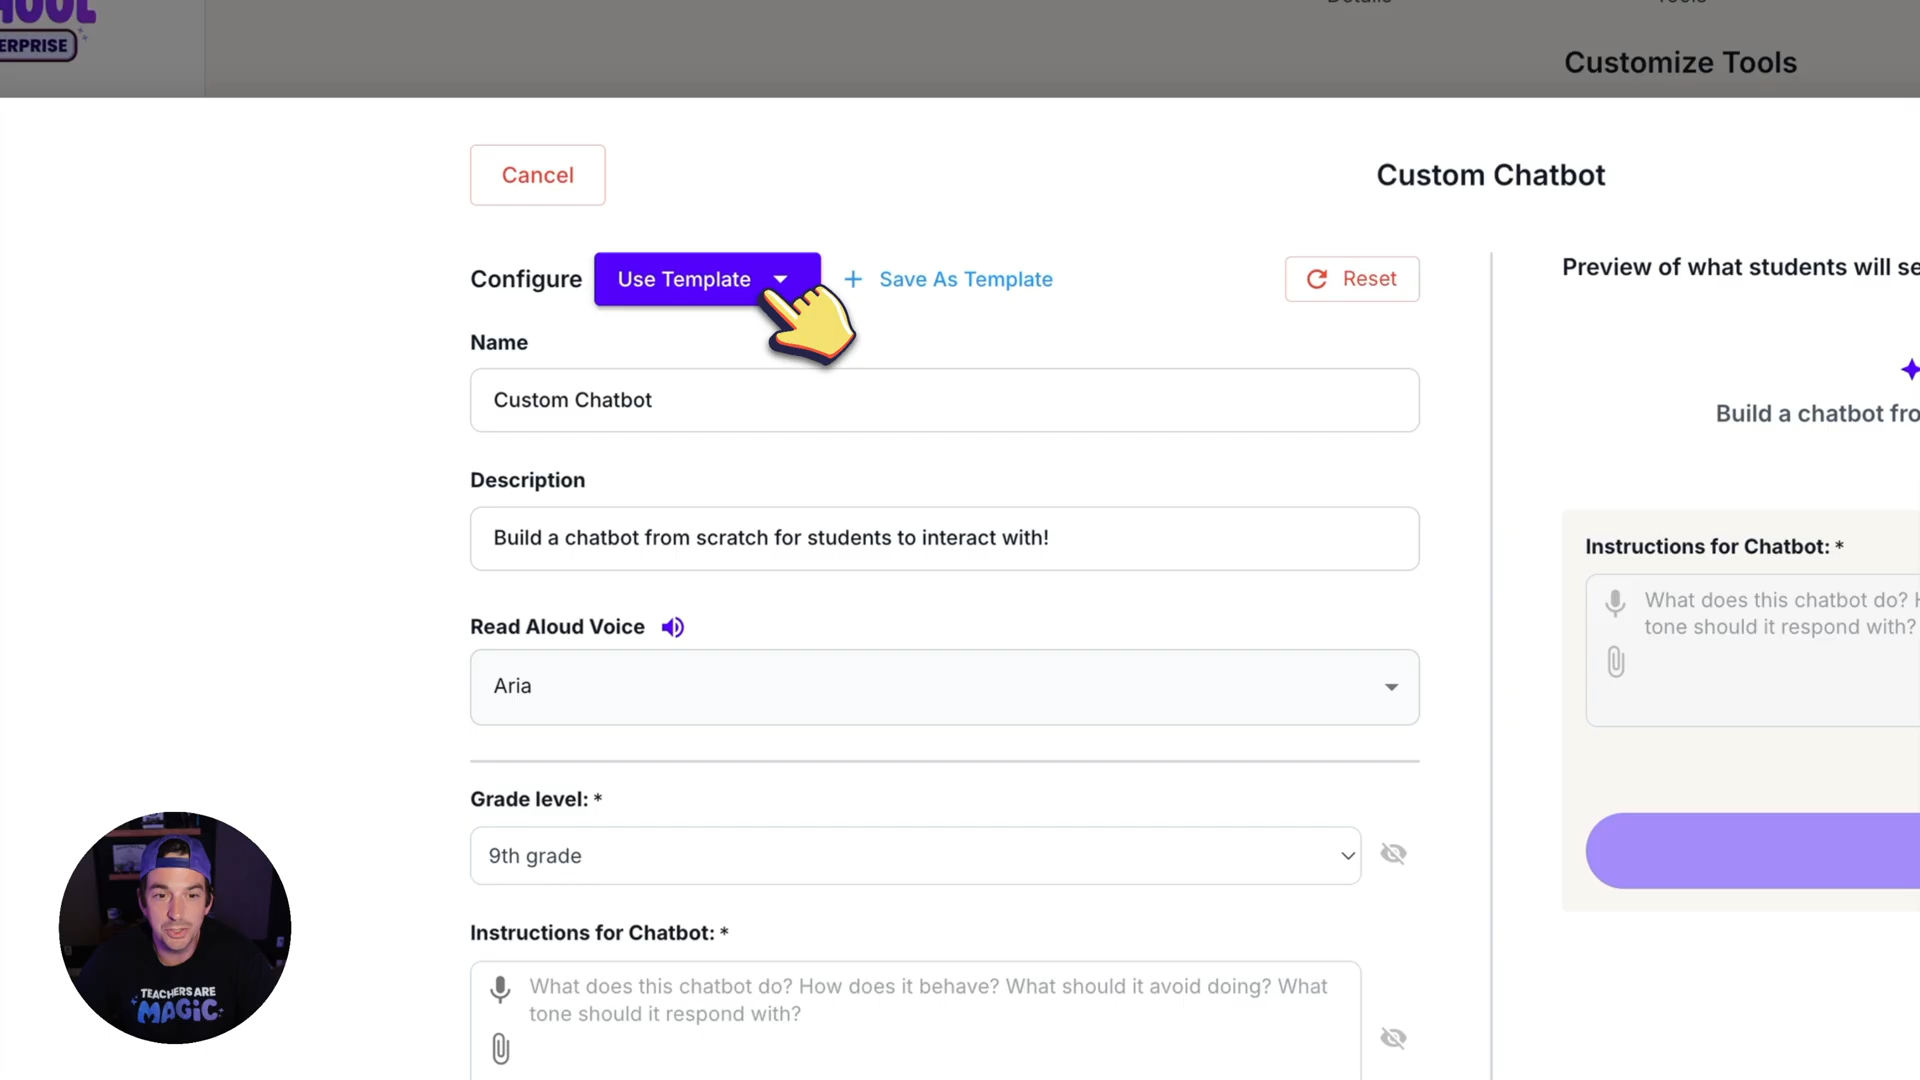 ERPRISE
Details
Tools
Customize Tools
Cancel
Custom Chatbot
Configure
Use Template
+ Save As Template
Reset
Preview of what students will se
Name
Custom Chatbot
Build a chatbot fro
Description
Build a chatbot from scratch for students to interact with!
Instructions for Chatbot: *
What does this chatbot do? H
tone should it respond with?
Read Aloud Voice
Aria
Grade level: *
9th grade
Instructions for Chatbot: *
What does this chatbot do? How does it behave? What should it avoid doing? What
tone should it respond with?
TEACHERS ARE
MAGIC